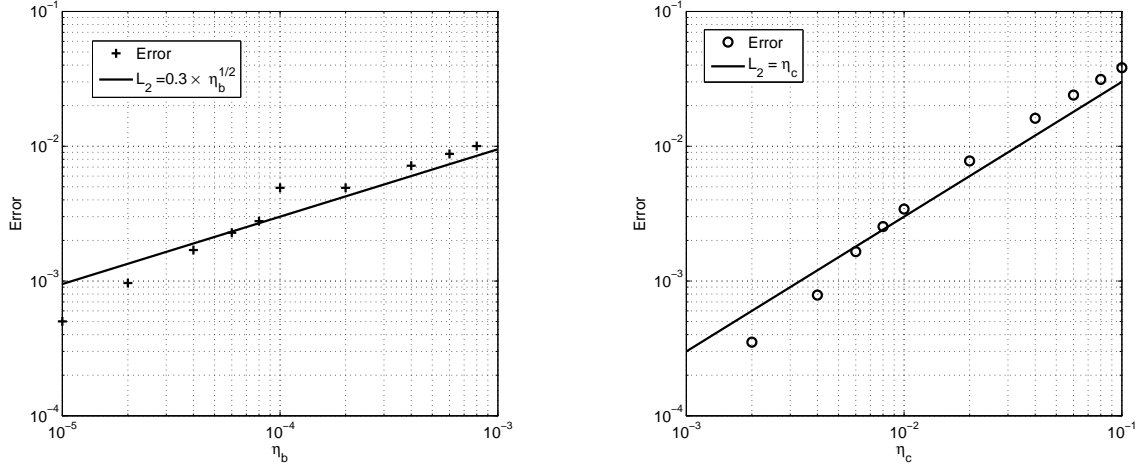 10⁻¹
10⁻²
10⁻³
10⁻⁴
Error
Error
L₂ =0.3 × η_b^{1/2}
10⁻⁵
10⁻⁴
10⁻³
η_b
10⁻¹
10⁻²
10⁻³
10⁻⁴
Error
Error
L₂ = η_c
10⁻³
10⁻²
10⁻¹
η_c